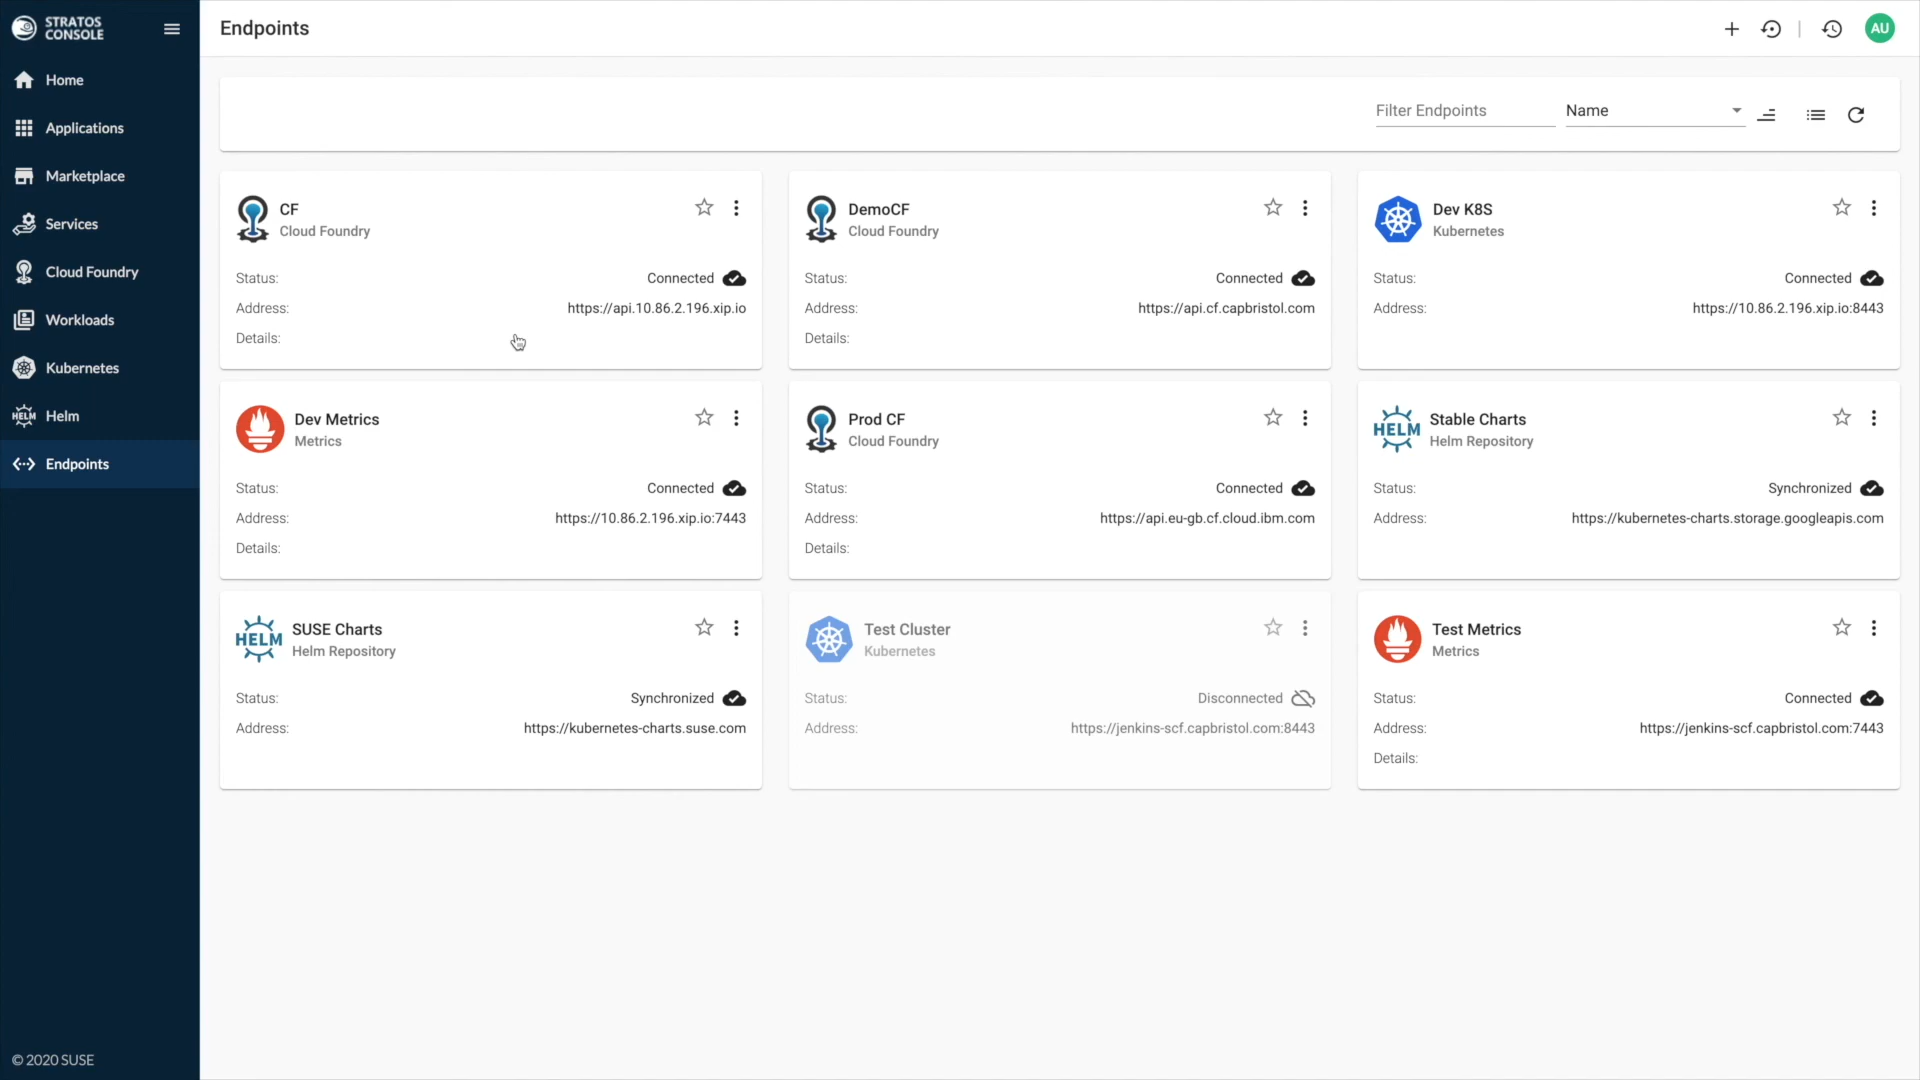 STRATOS
CONSOLE
Home
Applications
Marketplace
Services
Cloud Foundry
Workloads
Kubernetes
HELM Helm
Endpoints
© 2020 SUSE
Endpoints
AU
Filter Endpoints
Name
CF
Cloud Foundry
Status: Connected
Address: https://api.10.86.2.196.xip.io
Details:
DemoCF
Cloud Foundry
Status: Connected
Address: https://api.cf.capbristol.com
Details:
Dev K8S
Kubernetes
Status: Connected
Address: https://10.86.2.196.xip.io:8443
Dev Metrics
Metrics
Status: Connected
Address: https://10.86.2.196.xip.io:7443
Details:
Prod CF
Cloud Foundry
Status: Connected
Address: https://api.eu-gb.cf.cloud.ibm.com
Details:
HELM
Stable Charts
Helm Repository
Status: Synchronized
Address: https://kubernetes-charts.storage.googleapis.com
HELM
SUSE Charts
Helm Repository
Status: Synchronized
Address: https://kubernetes-charts.suse.com
Test Cluster
Kubernetes
Status: Disconnected
Address: https://jenkins-scf.capbristol.com:8443
Test Metrics
Metrics
Status: Connected
Address: https://jenkins-scf.capbristol.com:7443
Details: